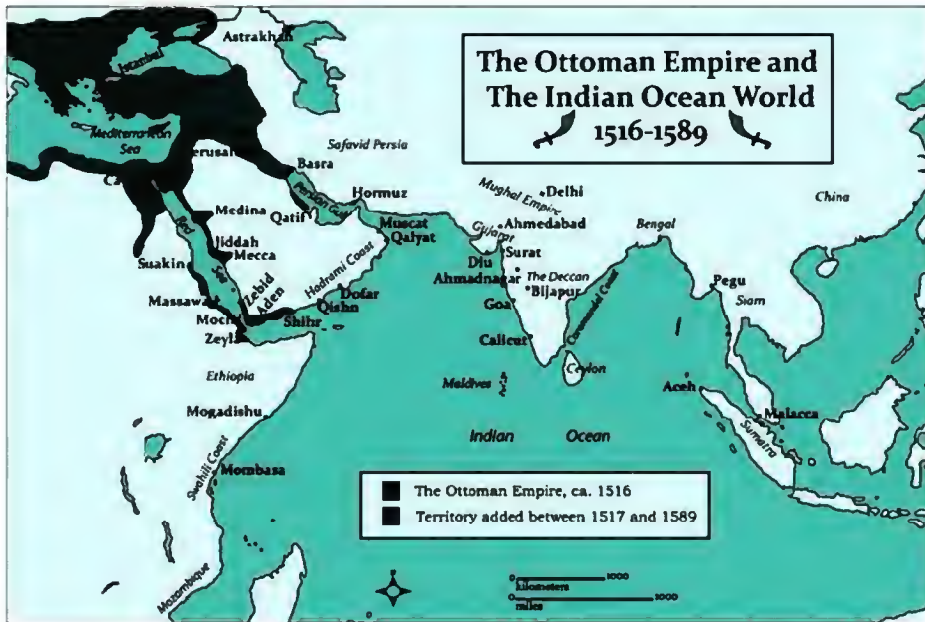 The Ottoman Empire and
The Indian Ocean World
1516-1589
Astrakhan
Istanbul
Mediterranean
Sea
Safavid Persia
Basra
Persian Gulf
Hormuz
Mughal Empire
Delhi
China
Medina
Qatif
Muscat
Qalyat
Gujarat
Ahmedabad
Bengal
Red
Sea
Jiddah
Mecca
Hadrami Coast
Diu
Surat
Ahmadnagar
The Deccan
Bijapur
Coromandel Coast
Pegu
Siam
Suakin
Zebid
Aden
Dofar
Qishn
Shihr
Goa
Massawa
Zeyla
Calicut
Ceylon
Ethiopia
Maldives
Aceh
Mogadishu
Malacca
Sumatra
Indian Ocean
Swahili Coast
Mombasa
The Ottoman Empire, ca. 1516
Territory added between 1517 and 1589
Mozambique
0 1000
kilometers
0 1000
miles